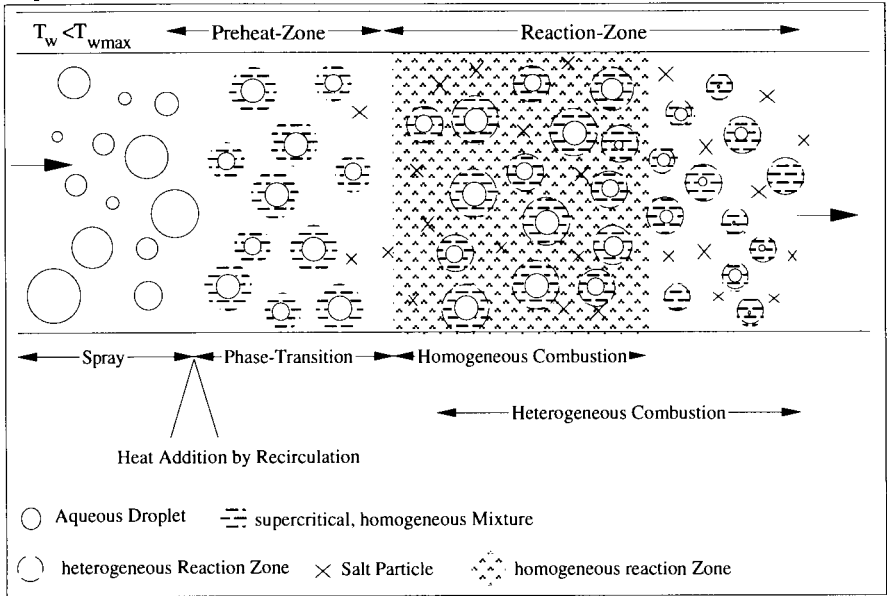 T_w < T_wmax Preheat-Zone Reaction-Zone
Spray Phase-Transition Homogeneous Combustion
Heterogeneous Combustion
Heat Addition by Recirculation
Aqueous Droplet supercritical, homogeneous Mixture
heterogeneous Reaction Zone Salt Particle homogeneous reaction Zone